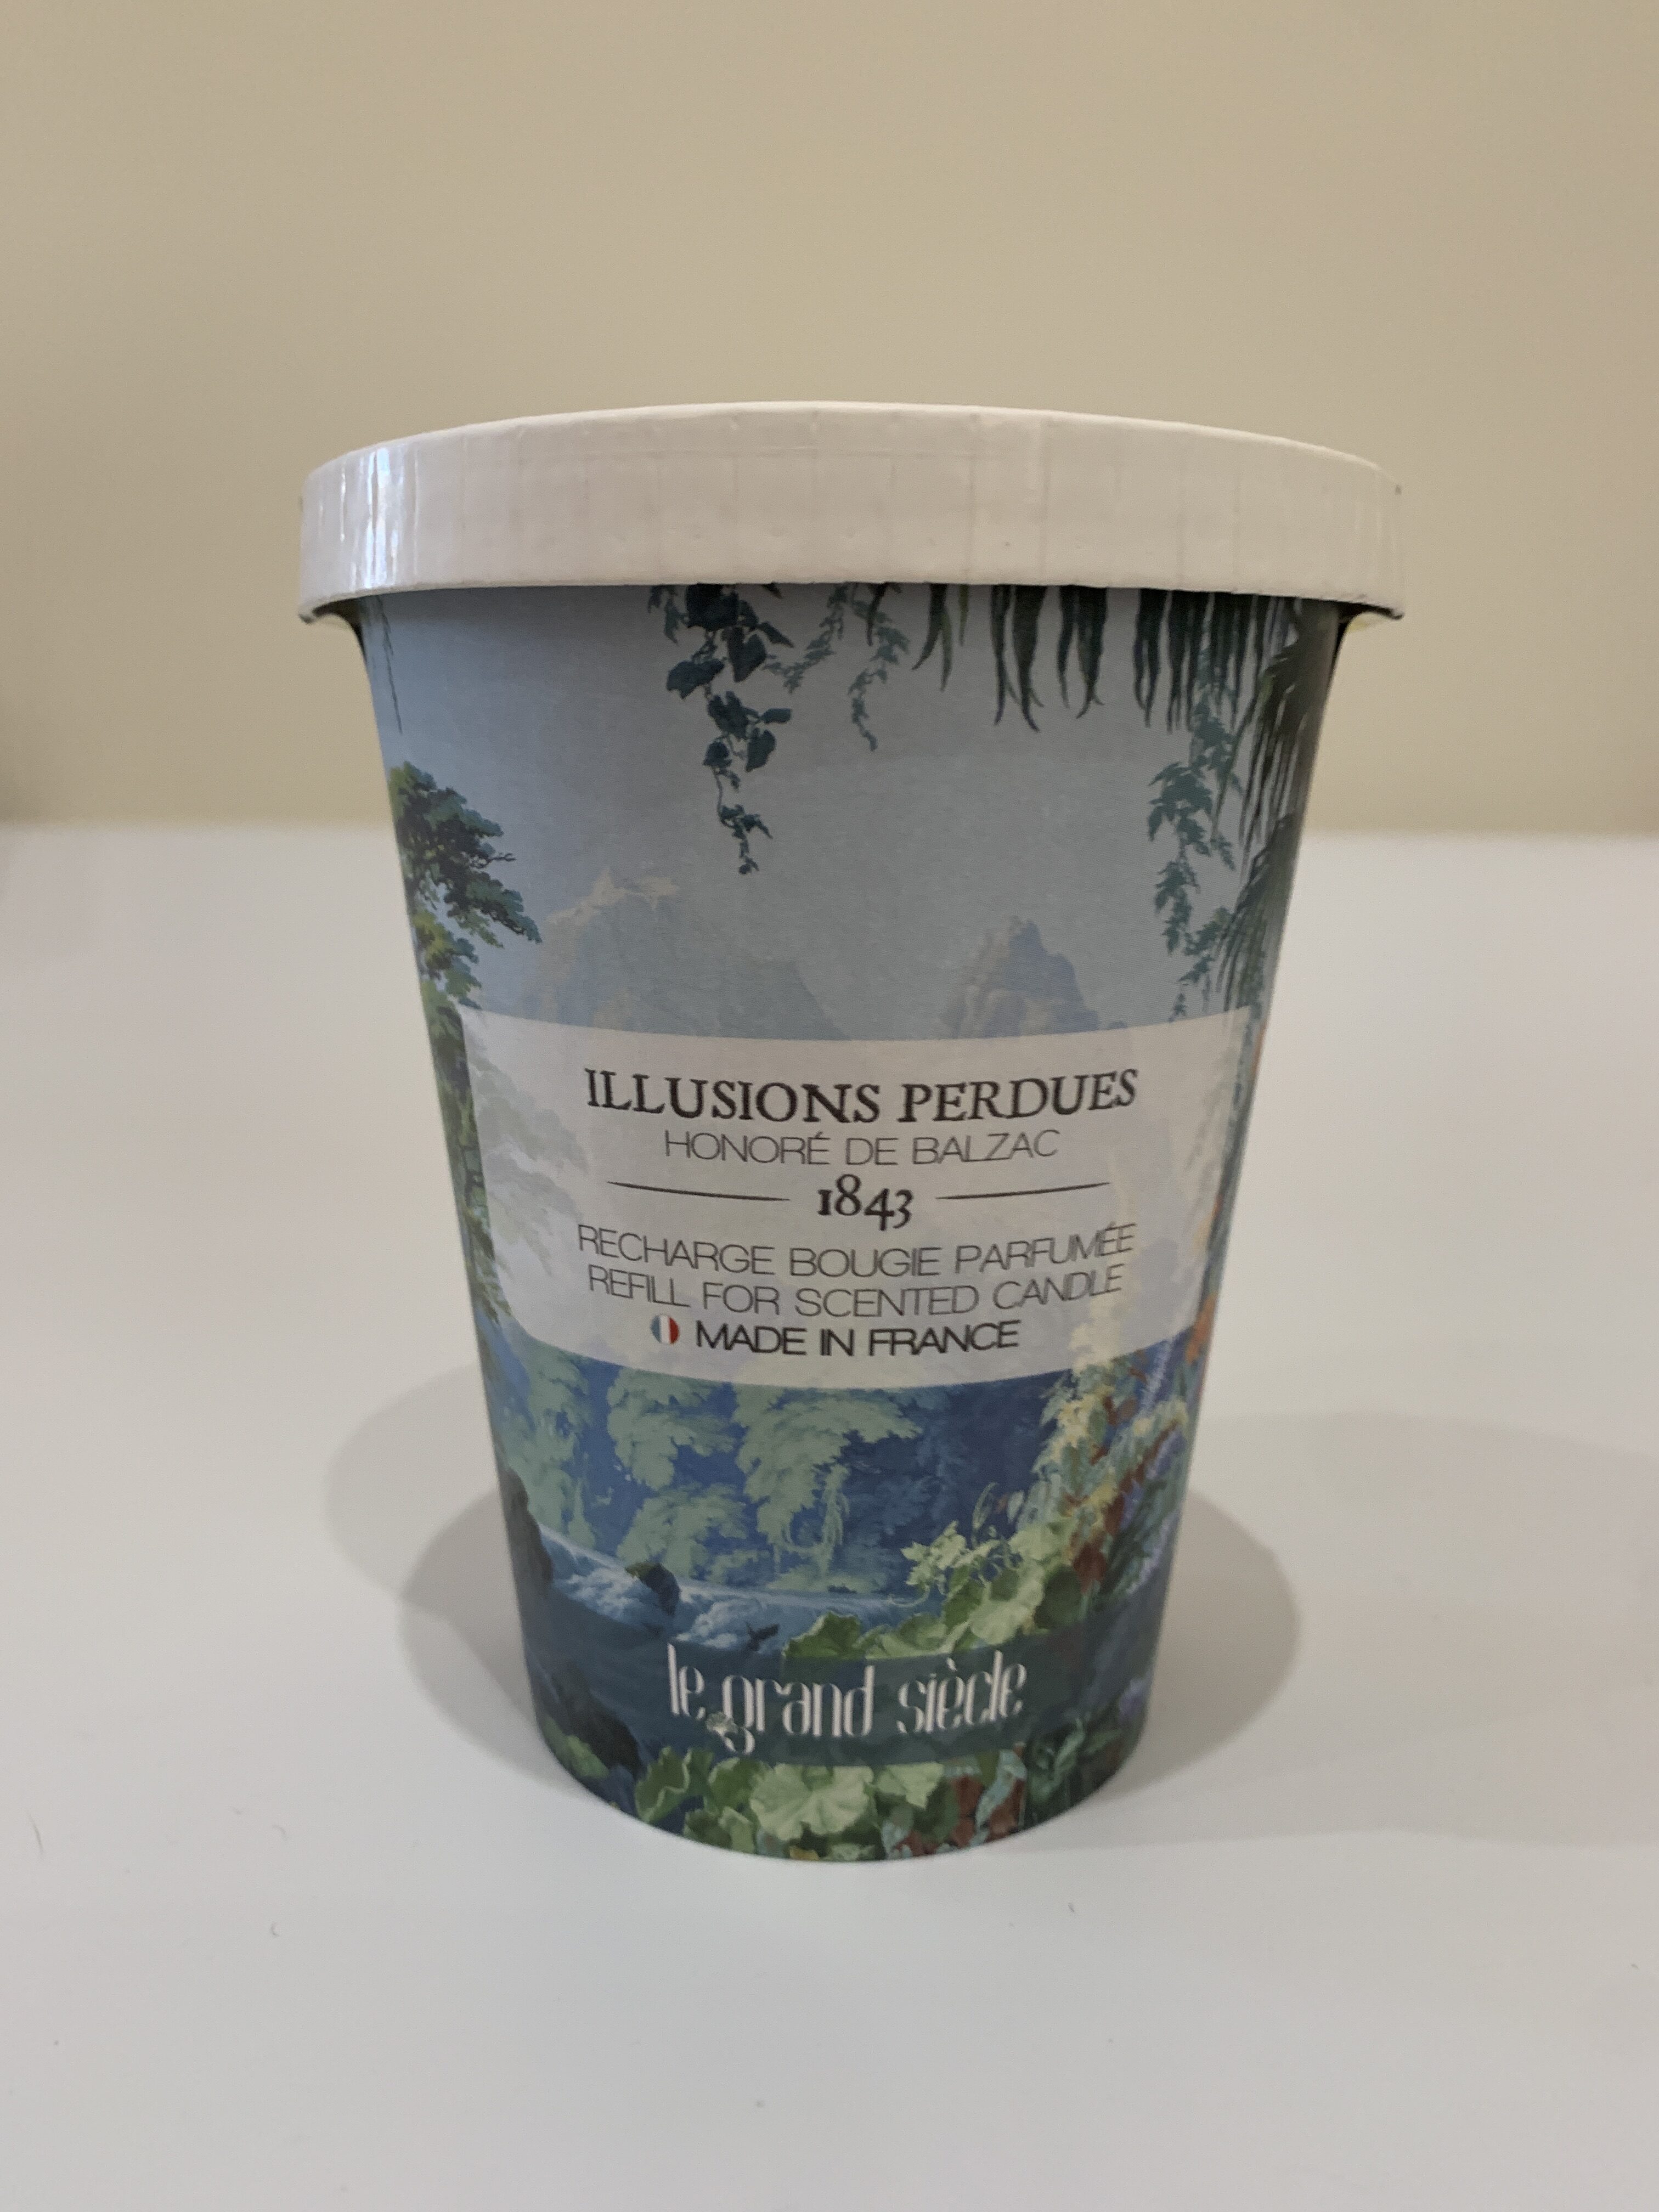 ILLUSIONS PERDUES
HONORÉ DE BALZAC
1843
RECHARGE BOUGIE PARFUMÉE
REFILL FOR SCENTED CANDLE
MADE IN FRANCE
le grand siècle